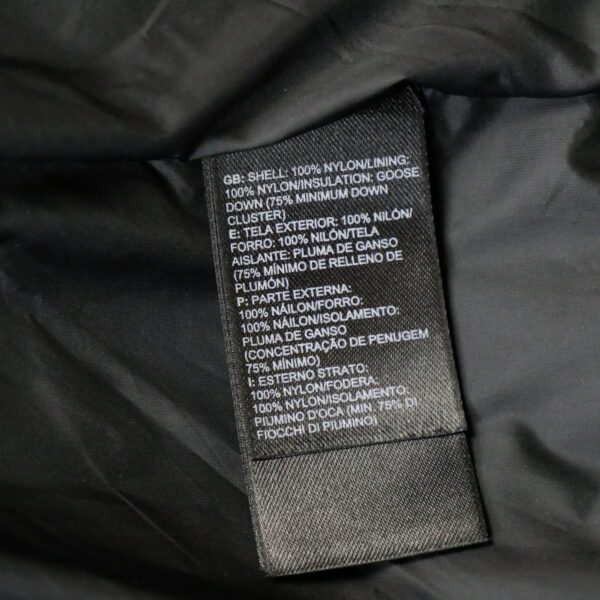 GB: SHELL: 100% NYLON/LINING:
100% NYLON/INSULATION: GOOSE
DOWN (75% MINIMUM DOWN
CLUSTER)
E: TELA EXTERIOR: 100% NILÓN/
FORRO: 100% NILÓN/TELA
AISLANTE: PLUMA DE GANSO
(75% MÍNIMO DE RELLENO DE
PLUMÓN)
P: PARTE EXTERNA:
100% NÁILON/FORRO:
100% NÁILON/ISOLAMENTO:
PLUMA DE GANSO
(CONCENTRAÇÃO DE PENUGEM
75% MÍNIMO)
I: ESTERNO STRATO:
100% NYLON/FODERA:
100% NYLON/ISOLAMENTO:
PIUMINO D'OCA (MIN. 75% DI
FIOCCHI DI PIUMINO)